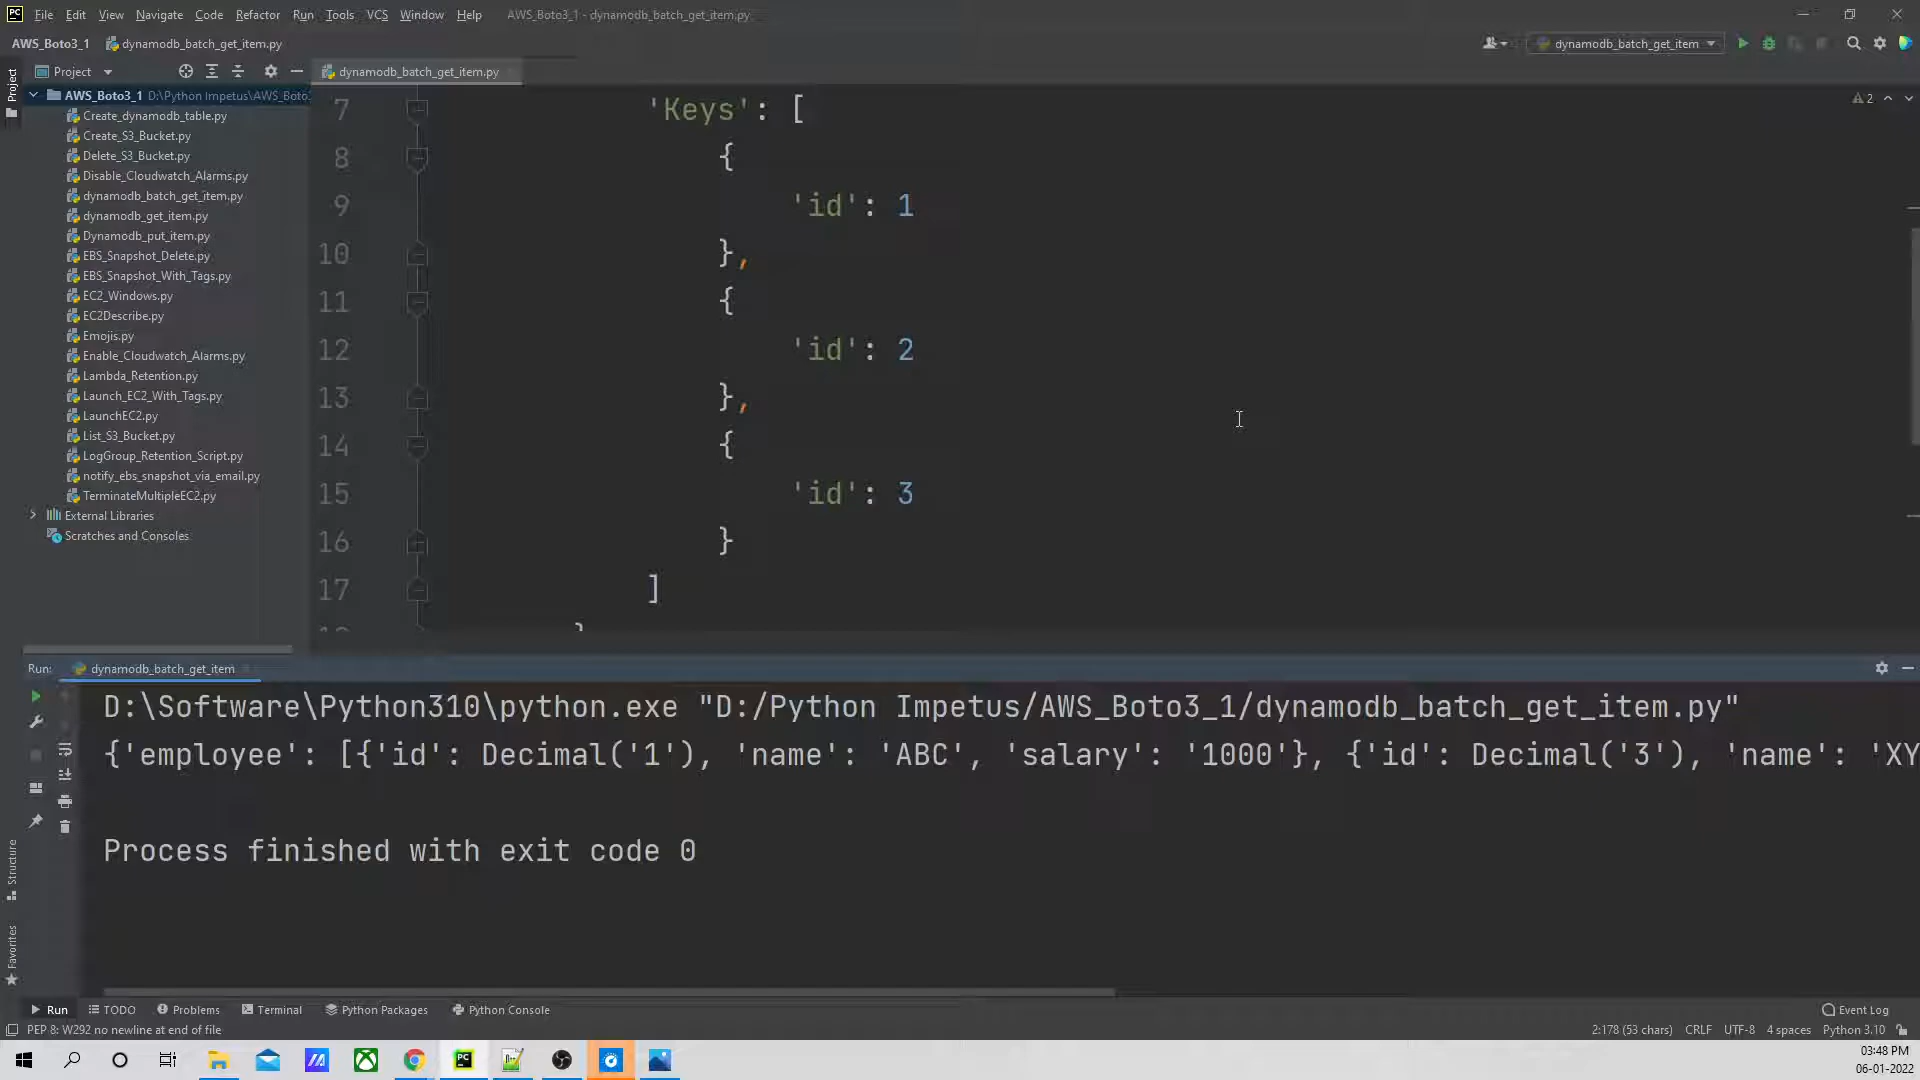 PC File Edit View Navigate Code Refactor Run Tools VCS Window Help AWS_Boto3_1 - dynamodb_batch_get_item.py
AWS_Boto3_1 dynamodb_batch_get_item.py dynamodb_batch_get_item
Project Project dynamodb_batch_get_item.py
AWS_Boto3_1 D:\Python Impetus\AWS_Boto3
Create_dynamodb_table.py
Create_S3_Bucket.py
Delete_S3_Bucket.py
Disable_Cloudwatch_Alarms.py
dynamodb_batch_get_item.py
dynamodb_get_item.py
Dynamodb_put_item.py
EBS_Snapshot_Delete.py
EBS_Snapshot_With_Tags.py
EC2_Windows.py
EC2Describe.py
Emojis.py
Enable_Cloudwatch_Alarms.py
Lambda_Retention.py
Launch_EC2_With_Tags.py
LaunchEC2.py
List_S3_Bucket.py
LogGroup_Retention_Script.py
notify_ebs_snapshot_via_email.py
TerminateMultipleEC2.py
External Libraries
Scratches and Consoles
2
7 'Keys': [
8 {
9 'id': 1
10 },
11 {
12 'id': 2
13 },
14 {
15 'id': 3
16 }
17 ]
Run: dynamodb_batch_get_item
D:\Software\Python310\python.exe "D:/Python Impetus/AWS_Boto3_1/dynamodb_batch_get_item.py"
{'employee': [{'id': Decimal('1'), 'name': 'ABC', 'salary': '1000'}, {'id': Decimal('3'), 'name': 'XY
Process finished with exit code 0
Structure
Favorites
Run TODO Problems Terminal Python Packages Python Console Event Log
PEP 8: W292 no newline at end of file 2:178 (53 chars) CRLF UTF-8 4 spaces Python 3.10
PC
03:48 PM
06-01-2022